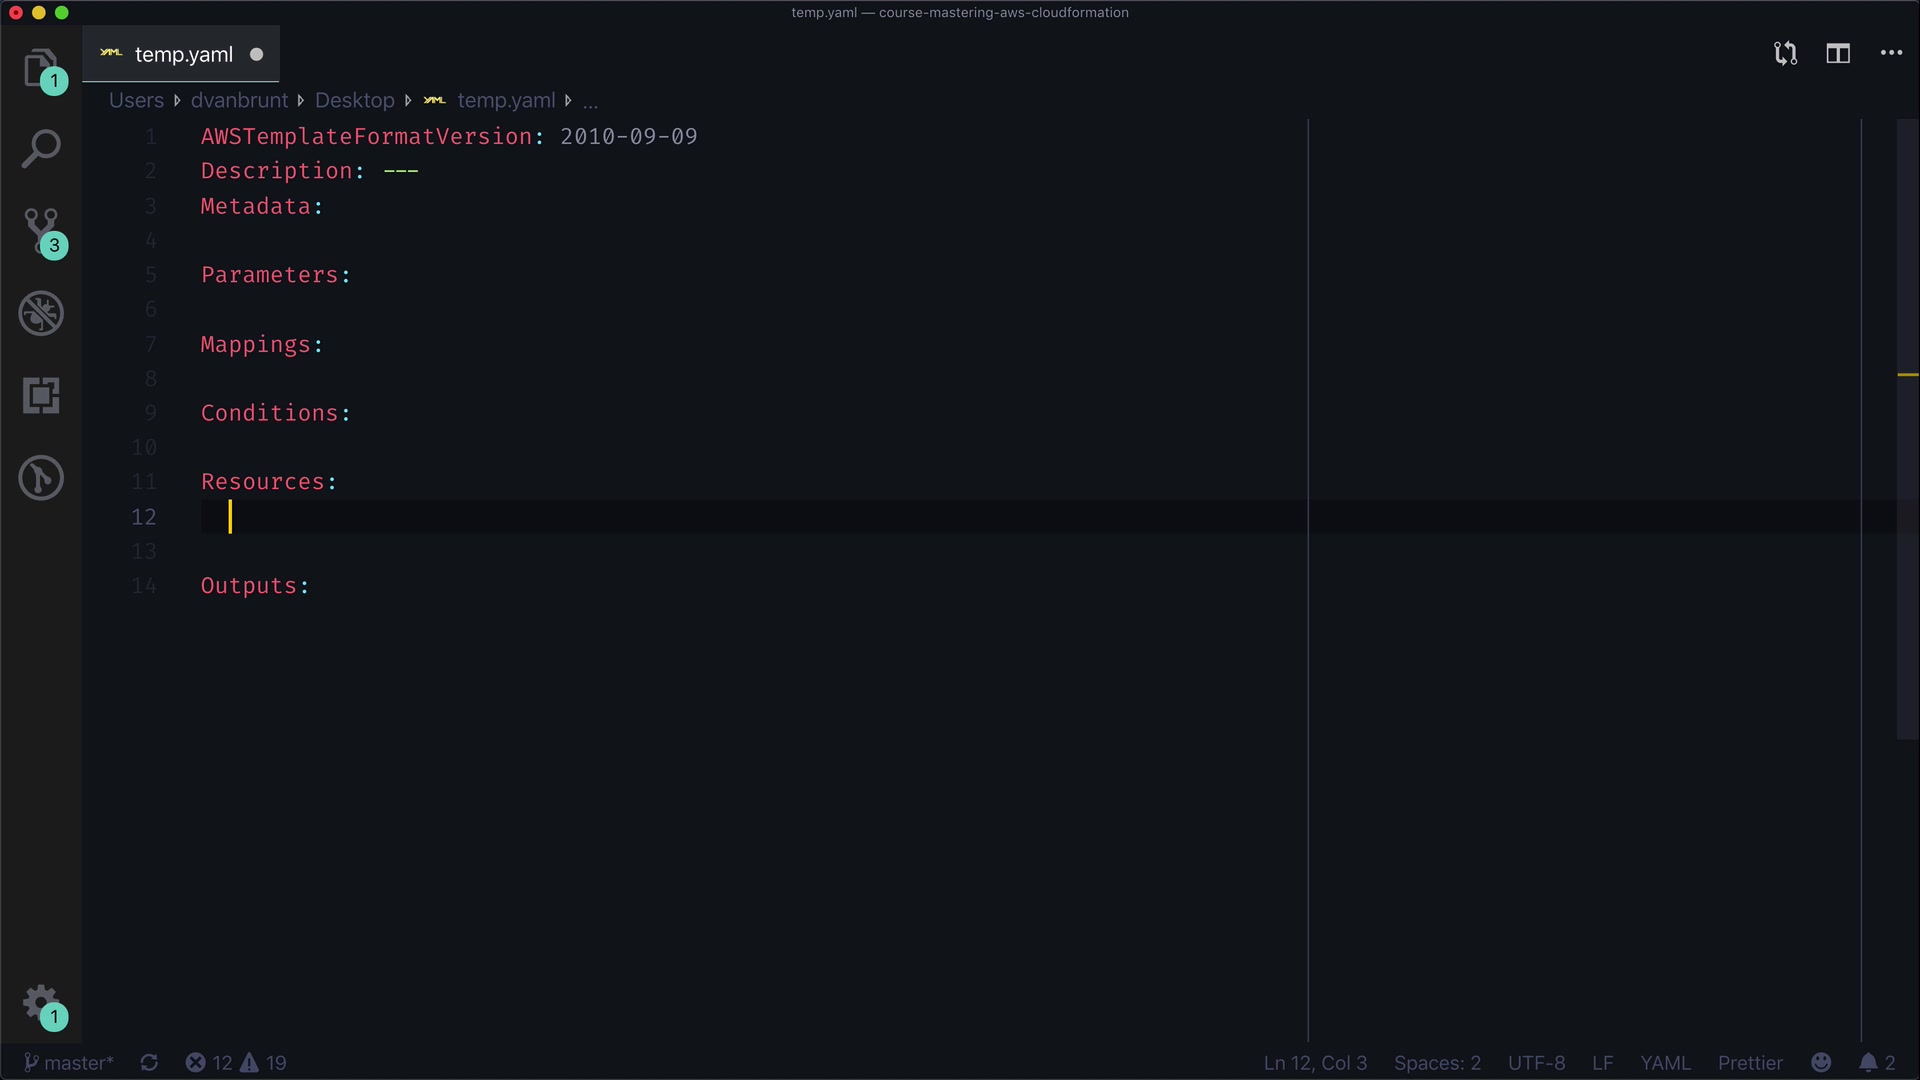 temp.yaml — course-mastering-aws-cloudformation
YAML temp.yaml
Users dvanbrunt Desktop YAML temp.yaml ...
1 AWSTemplateFormatVersion: 2010-09-09
2 Description: ---
3 Metadata:
4
5 Parameters:
6
7 Mappings:
8
9 Conditions:
10
11 Resources:
12
13
14 Outputs:
1
3
1
master* 12 19 Ln 12, Col 3 Spaces: 2 UTF-8 LF YAML Prettier 2